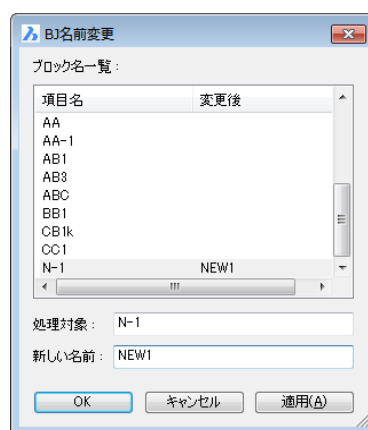 BJ名前変更
ブロック名一覧：
項目名 変更後
AA
AA-1
AB1
AB3
ABC
BB1
CB1k
CC1
N-1 NEW1
処理対象： N-1
新しい名前： NEW1
OK キャンセル 適用(A)